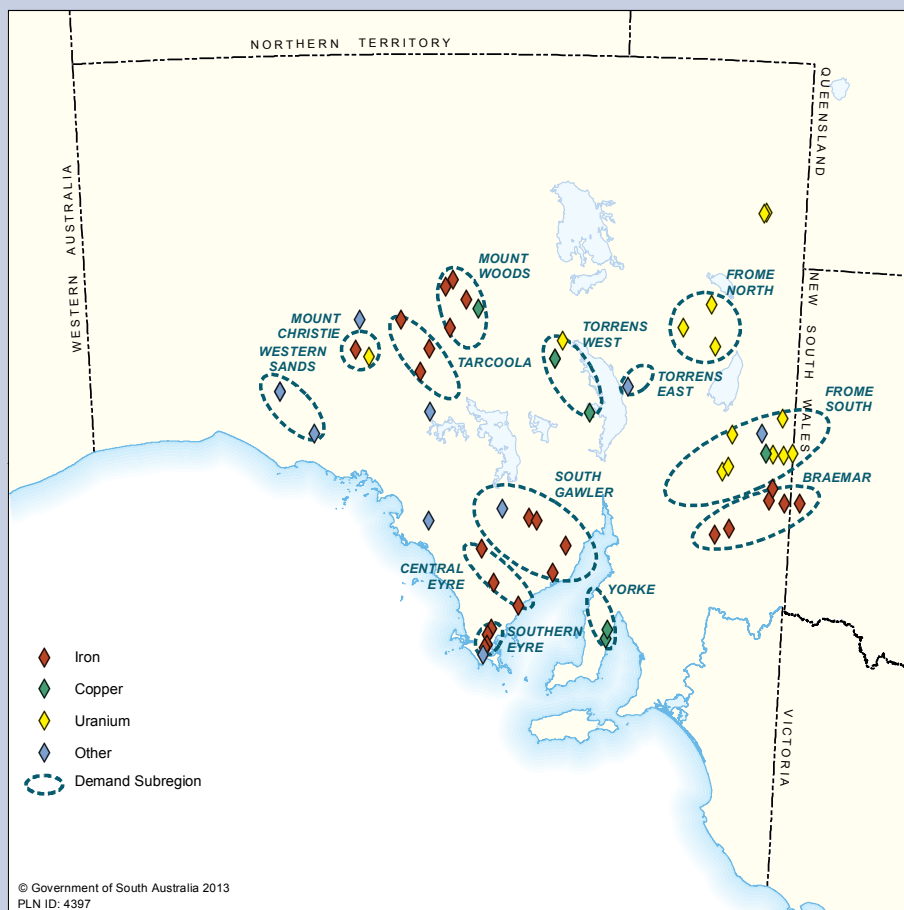 NORTHERN TERRITORY
QUEENSLAND
WESTERN AUSTRALIA
MOUNT
WOODS
FROME
NORTH
NEW SOUTH WALES
MOUNT
CHRISTIE
TORRENS
WEST
WESTERN
SANDS
TARCOOLA
TORRENS
EAST
FROME
SOUTH
SOUTH
GAWLER
BRAEMAR
CENTRAL
EYRE
YORKE
SOUTHERN
EYRE
Iron
Copper
Uranium
Other
Demand Subregion
VICTORIA
© Government of South Australia 2013
PLN ID: 4397